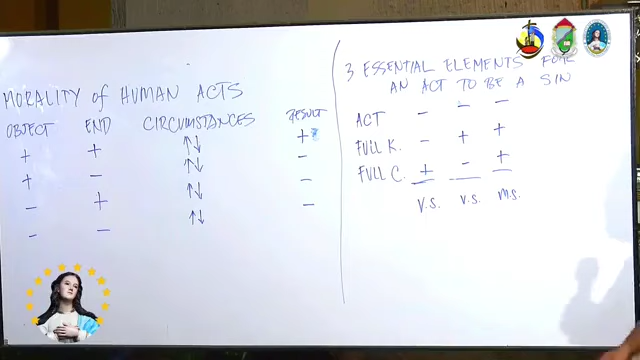 MORALITY of HUMAN ACTS
OBJECT END CIRCUMSTANCES RESULT
+ + ↑↓ +
+ - ↑↓ -
- + ↑↓ -
- - ↑↓ -
3 ESSENTIAL ELEMENTS FOR
AN ACT TO BE A SIN
ACT - - -
FULL K. - + +
FULL C. + - +
V.S. V.S. M.S.